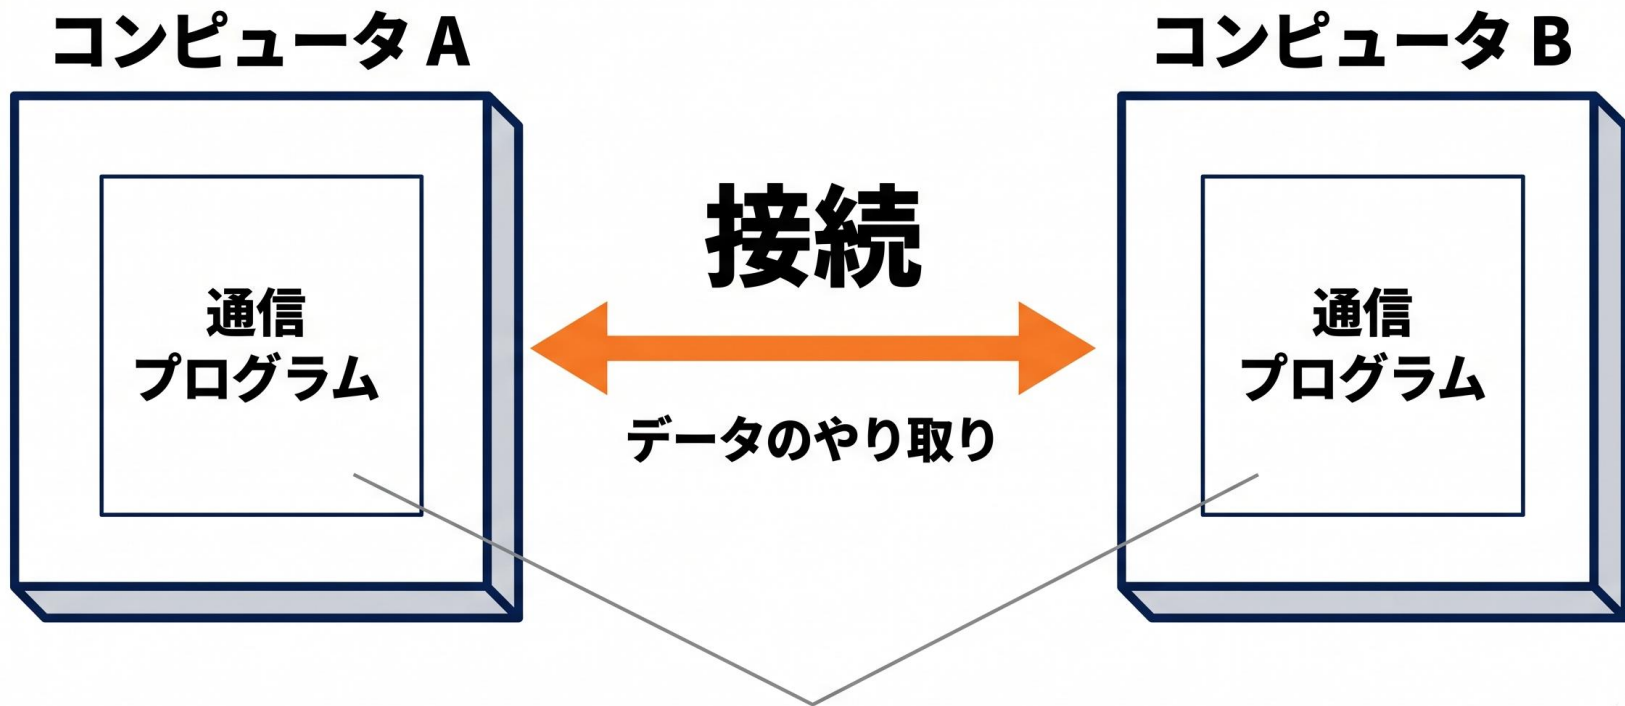 コンピュータ A
コンピュータ B
接続
通信
プログラム
データのやり取り
通信
プログラム